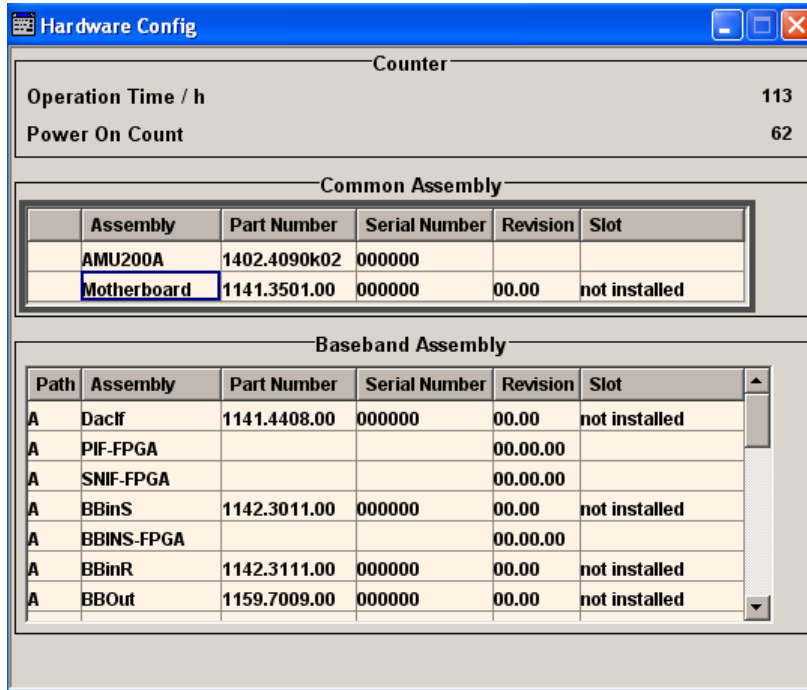 Hardware Config
Counter
Operation Time / h 113
Power On Count 62
Common Assembly
Assembly Part Number Serial Number Revision Slot
AMU200A 1402.4090k02 000000
Motherboard 1141.3501.00 000000 00.00 not installed
Baseband Assembly
Path Assembly Part Number Serial Number Revision Slot
A DacIf 1141.4408.00 000000 00.00 not installed
A PIF-FPGA 00.00.00
A SNIF-FPGA 00.00.00
A BBinS 1142.3011.00 000000 00.00 not installed
A BBINS-FPGA 00.00.00
A BBinR 1142.3111.00 000000 00.00 not installed
A BBOut 1159.7009.00 000000 00.00 not installed